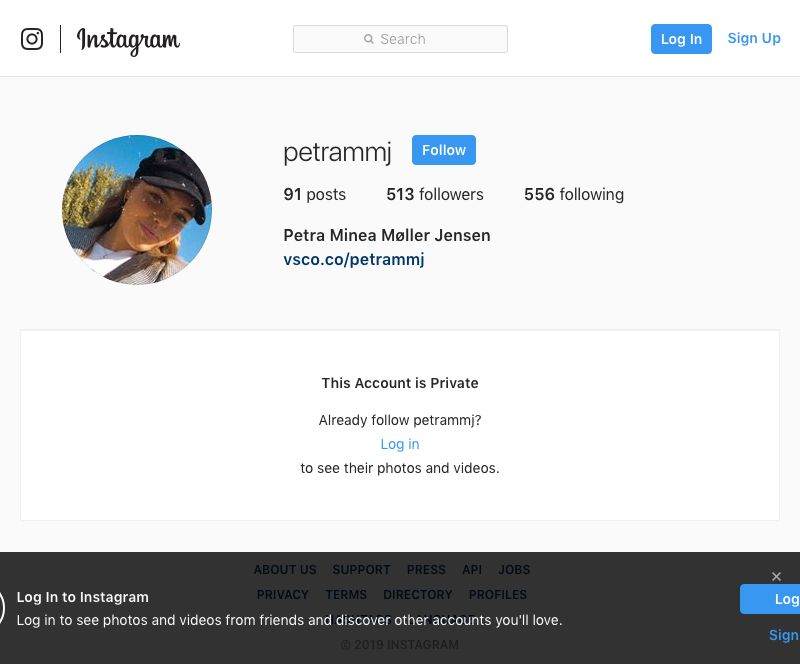 Instagram
Search
Log In
Sign Up
petrammj
Follow
91 posts 513 followers 556 following
Petra Minea Møller Jensen
vsco.co/petrammj
This Account is Private
Already follow petrammj?
Log in
to see their photos and videos.
ABOUT US SUPPORT PRESS API JOBS
PRIVACY TERMS DIRECTORY PROFILES
© 2019 INSTAGRAM
Log In to Instagram
Log in to see photos and videos from friends and discover other accounts you'll love.
×
Log
Sign